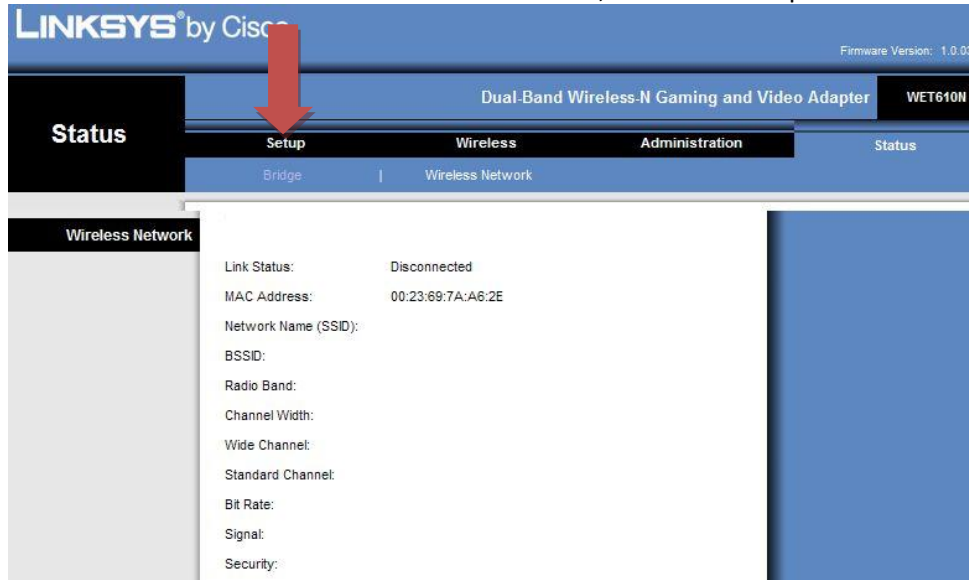 LINKSYS® by Cisco
Firmware Version: 1.0.03
Dual-Band Wireless-N Gaming and Video Adapter WET610N
Status
Setup Wireless Administration Status
Bridge | Wireless Network
Wireless Network
Link Status: Disconnected
MAC Address: 00:23:69:7A:A6:2E
Network Name (SSID):
BSSID:
Radio Band:
Channel Width:
Wide Channel:
Standard Channel:
Bit Rate:
Signal:
Security: